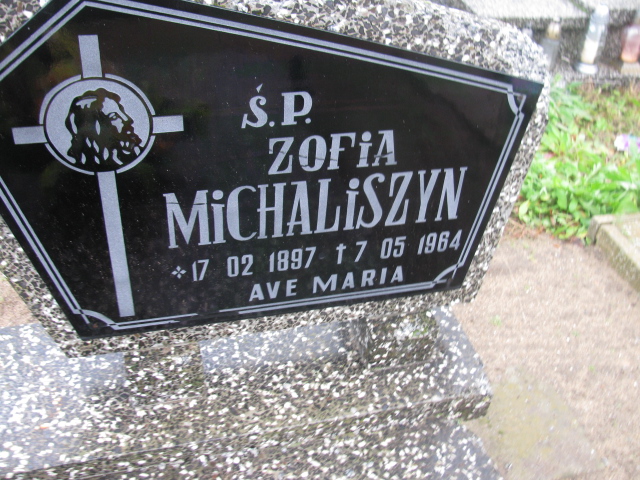 Ś.P.
ZOFiA
MiCHALiSZYN
17 02 1897 † 7 05 1964
AVE MARIA